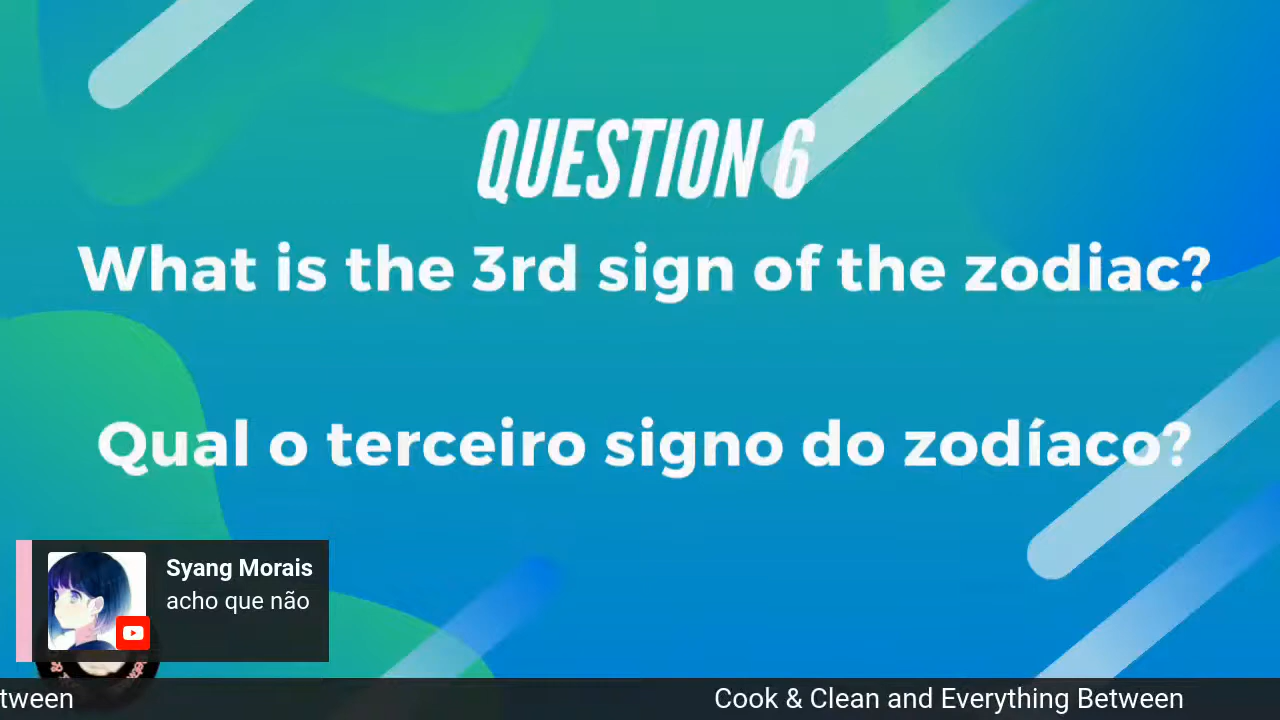 QUESTION 6
What is the 3rd sign of the zodiac?
Qual o terceiro signo do zodíaco?
Syang Morais
acho que não
tween
Cook & Clean and Everything Between